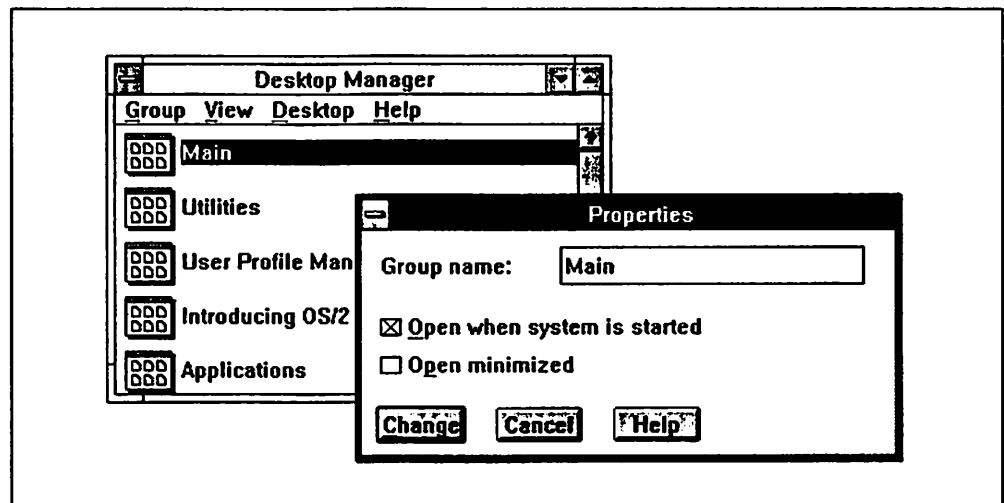 Desktop Manager
Group View Desktop Help
Main
Utilities
User Profile Man
Introducing OS/2
Applications
Properties
Group name: Main
Open when system is started
Open minimized
Change Cancel Help